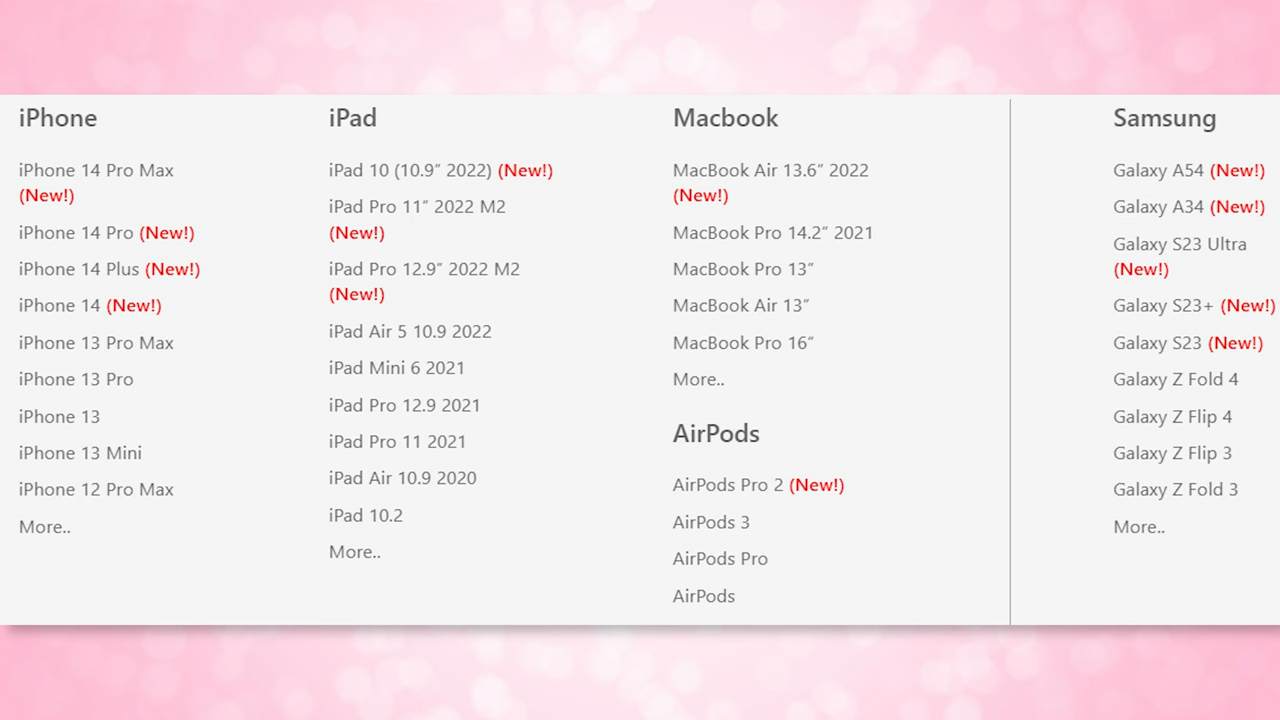 iPhone
iPhone 14 Pro Max
(New!)
iPhone 14 Pro (New!)
iPhone 14 Plus (New!)
iPhone 14 (New!)
iPhone 13 Pro Max
iPhone 13 Pro
iPhone 13
iPhone 13 Mini
iPhone 12 Pro Max
More..
iPad
iPad 10 (10.9″ 2022) (New!)
iPad Pro 11″ 2022 M2
(New!)
iPad Pro 12.9″ 2022 M2
(New!)
iPad Air 5 10.9 2022
iPad Mini 6 2021
iPad Pro 12.9 2021
iPad Pro 11 2021
iPad Air 10.9 2020
iPad 10.2
More..
Macbook
MacBook Air 13.6″ 2022
(New!)
MacBook Pro 14.2″ 2021
MacBook Pro 13″
MacBook Air 13″
MacBook Pro 16″
More..
AirPods
AirPods Pro 2 (New!)
AirPods 3
AirPods Pro
AirPods
Samsung
Galaxy A54 (New!)
Galaxy A34 (New!)
Galaxy S23 Ultra
(New!)
Galaxy S23+ (New!)
Galaxy S23 (New!)
Galaxy Z Fold 4
Galaxy Z Flip 4
Galaxy Z Flip 3
Galaxy Z Fold 3
More..